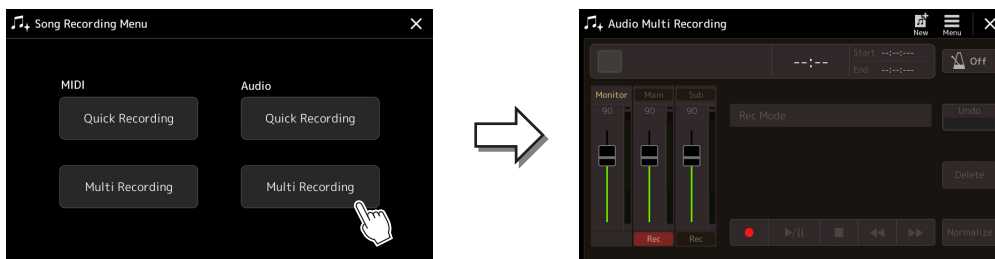 Song Recording Menu
MIDI
Audio
Quick Recording
Quick Recording
Multi Recording
Multi Recording
Audio Multi Recording
New
Menu
--:--
Start --:--:---
End --:--:---
Off
Monitor
Main
Sub
90
90
90
Rec Mode
Undo
Delete
Rec
Rec
Normalize